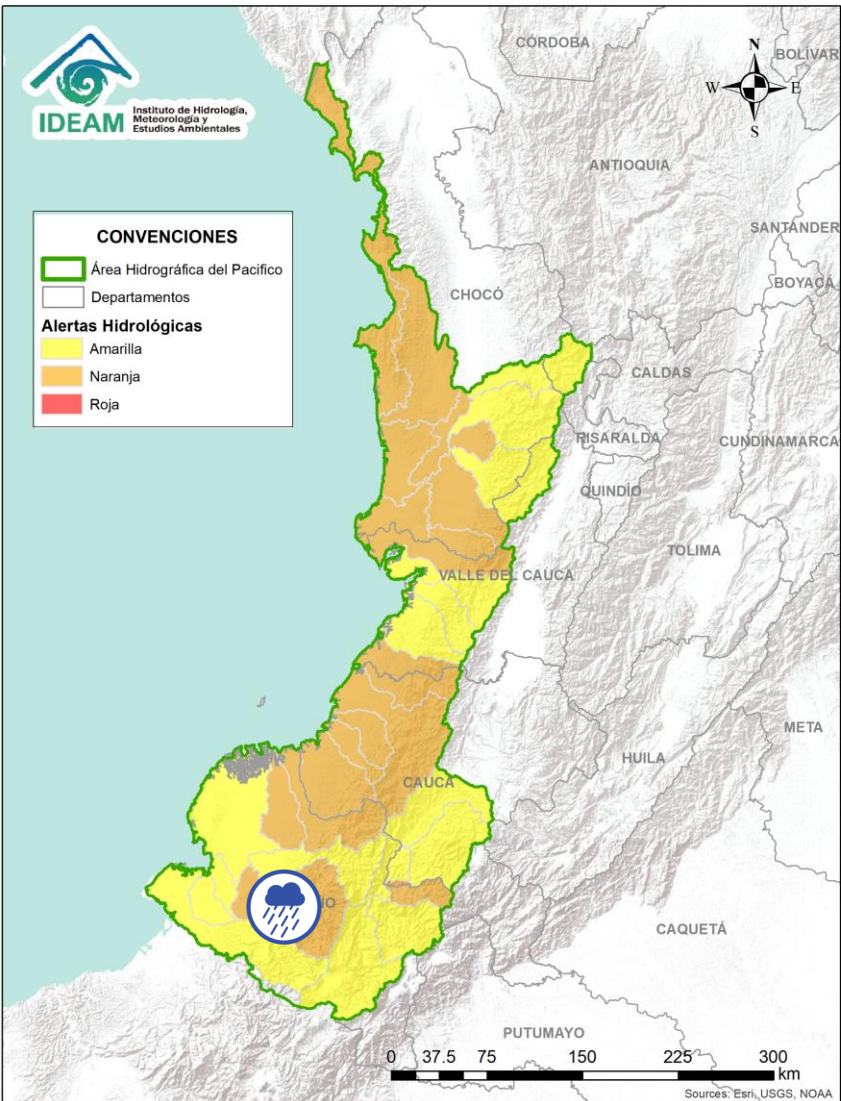 IDEAM
Instituto de Hidrología,
Meteorología y
Estudios Ambientales
N
W
E
S
CÓRDOBA
BOLÍVAR
ANTIOQUIA
SANTANDER
BOYACÁ
CHOCÓ
CONVENCIONES
Área Hidrográfica del Pacifico
Departamentos
Alertas Hidrológicas
Amarilla
Naranja
Roja
CALDAS
RISARALDA
CUNDINAMARCA
QUINDÍO
TOLIMA
VALLE DEL CAUCA
META
HUILA
CAUCA
CAQUETÁ
PUTUMAYO
0 37.5 75 150 225 300
km
Sources: Esri, USGS, NOAA